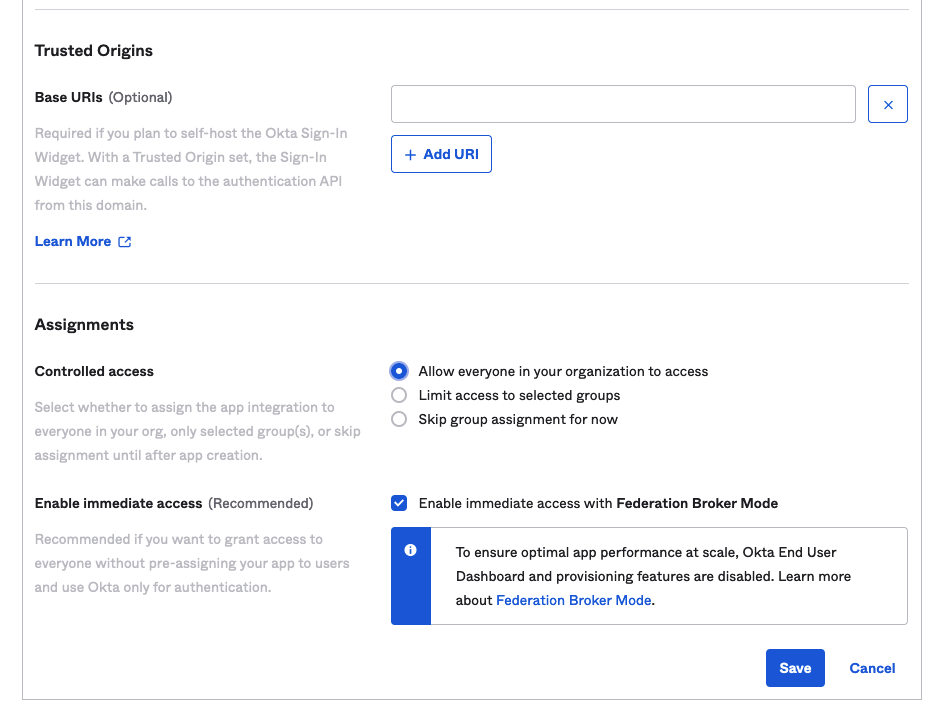 Trusted Origins
Base URIs (Optional)
Required if you plan to self-host the Okta Sign-In
Widget. With a Trusted Origin set, the Sign-In
Widget can make calls to the authentication API
from this domain.
Learn More
+ Add URI
Assignments
Controlled access
Select whether to assign the app integration to
everyone in your org, only selected group(s), or skip
assignment until after app creation.
Allow everyone in your organization to access
Limit access to selected groups
Skip group assignment for now
Enable immediate access (Recommended)
Recommended if you want to grant access to
everyone without pre-assigning your app to users
and use Okta only for authentication.
Enable immediate access with Federation Broker Mode
To ensure optimal app performance at scale, Okta End User
Dashboard and provisioning features are disabled. Learn more
about Federation Broker Mode.
Save
Cancel